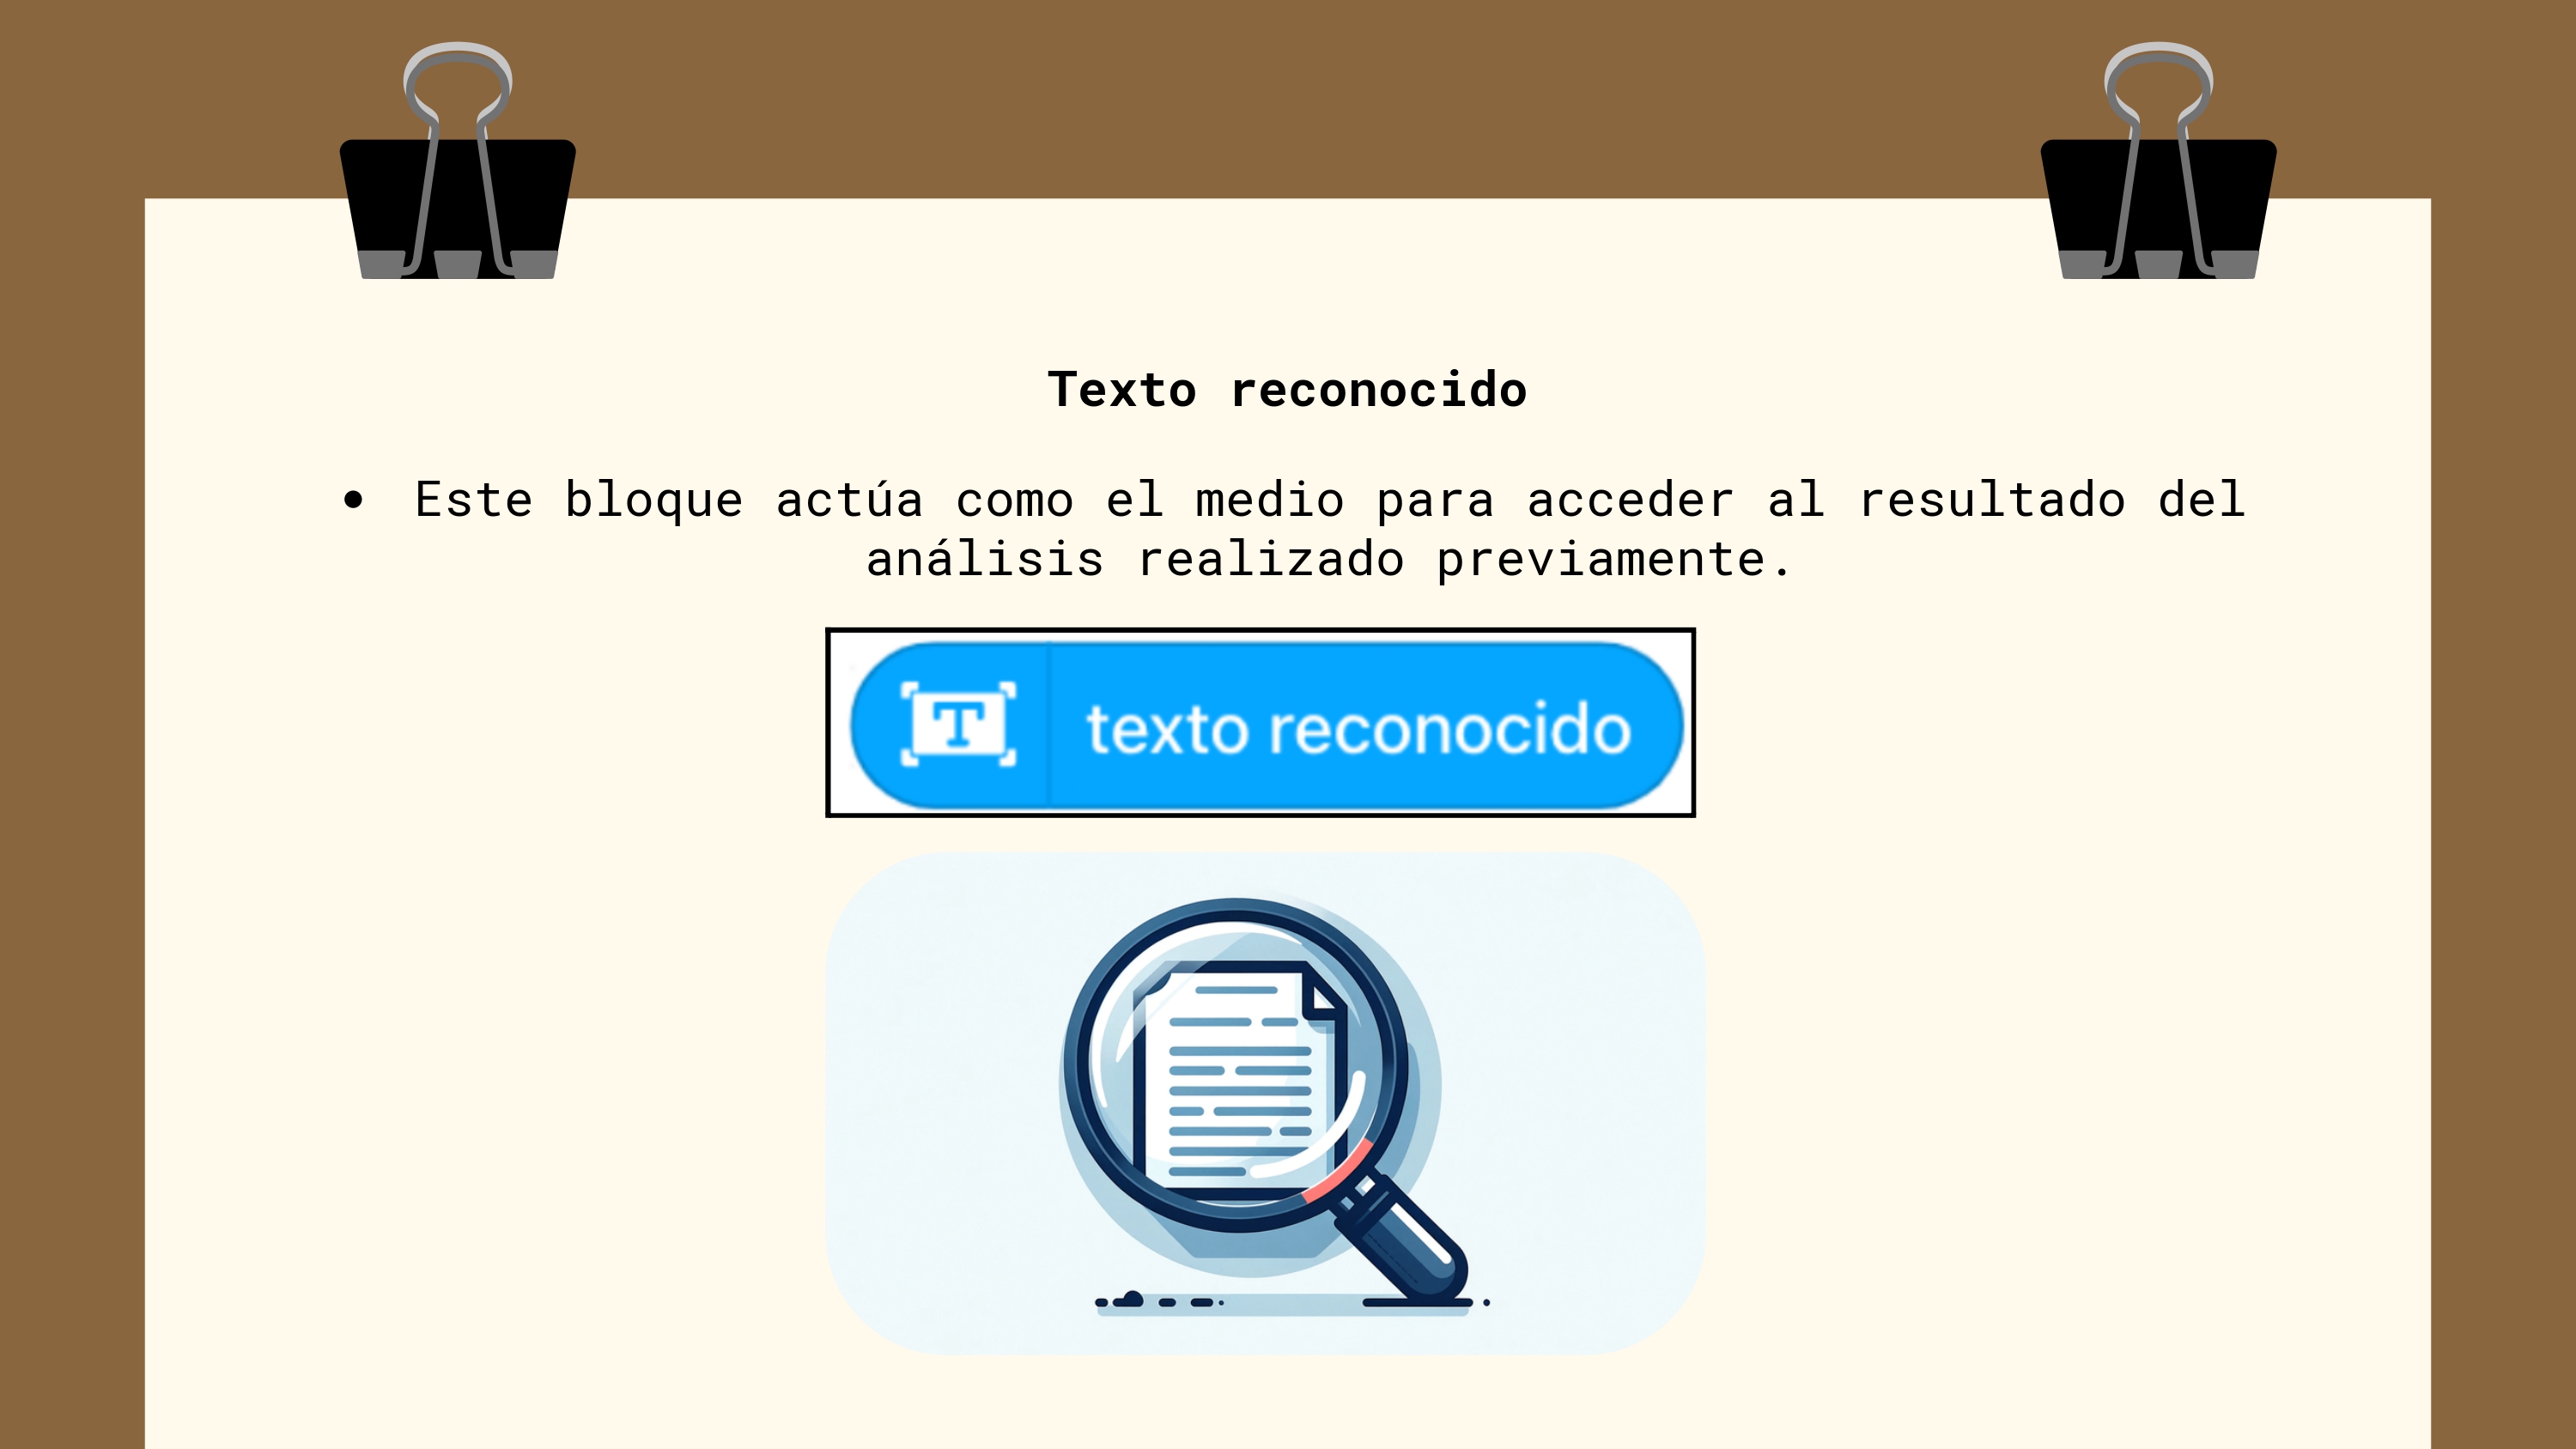 Texto reconocido
• Este bloque actúa como el medio para acceder al resultado del
análisis realizado previamente.
T texto reconocido